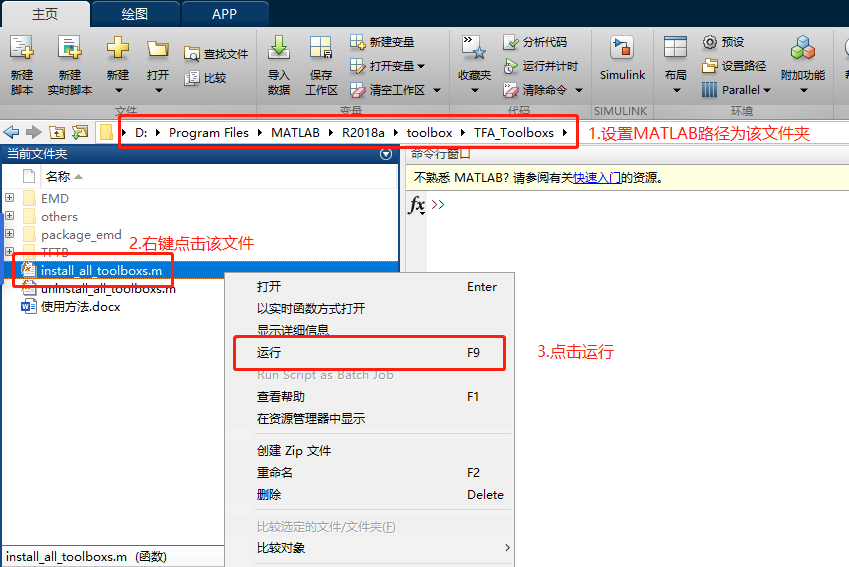 主页 绘图 APP
新建脚本 新建实时脚本 新建 打开 查找文件 比较 导入数据 保存工作区 新建变量 打开变量 清空工作区 收藏夹 分析代码 运行并计时 清除命令 Simulink 布局 预设 设置路径 Parallel 附加功能
文件 变量 代码 SIMULINK 环境
D: Program Files MATLAB R2018a toolbox TFA_Toolboxs
1.设置MATLAB路径为该文件夹
当前文件夹
命令行窗口
名称
不熟悉 MATLAB? 请参阅有关快速入门的资源。
fx >>
EMD
others
package_emd
TFTB
2.右键点击该文件
install_all_toolboxs.m
uninstall_all_toolboxs.m
使用方法.docx
打开 Enter
以实时函数方式打开
显示详细信息
运行 F9
3.点击运行
Run Script as Batch Job
查看帮助 F1
在资源管理器中显示
创建 Zip 文件
重命名 F2
删除 Delete
比较选定的文件/文件夹(F)
比较对象
install_all_toolboxs.m (函数)